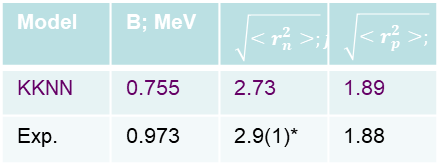 Model B; MeV √< r_n^2 >; √< r_p^2 >;
KKNN 0.755 2.73 1.89
Exp. 0.973 2.9(1)* 1.88